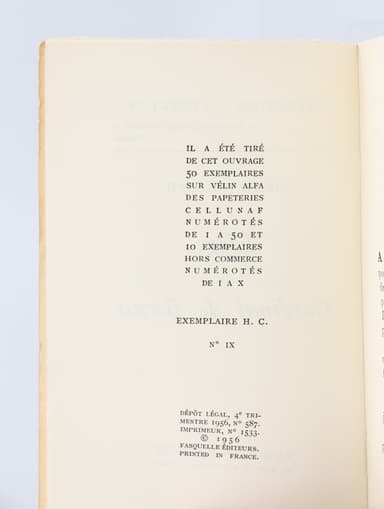 IL A ÉTÉ TIRÉ
DE CET OUVRAGE
50 EXEMPLAIRES
SUR VÉLIN ALFA
DES PAPETERIES
CELLUNAF
NUMÉROTÉS
DE 1 A 50 ET
10 EXEMPLAIRES
HORS COMMERCE
NUMÉROTÉS
DE I A X
EXEMPLAIRE H. C.
N° IX
DÉPÔT LÉGAL, 4e TRI-
MESTRE 1956, N° 587.
IMPRIMEUR, N° 1533.
© 1956
FASQUELLE ÉDITEURS.
PRINTED IN FRANCE.
A